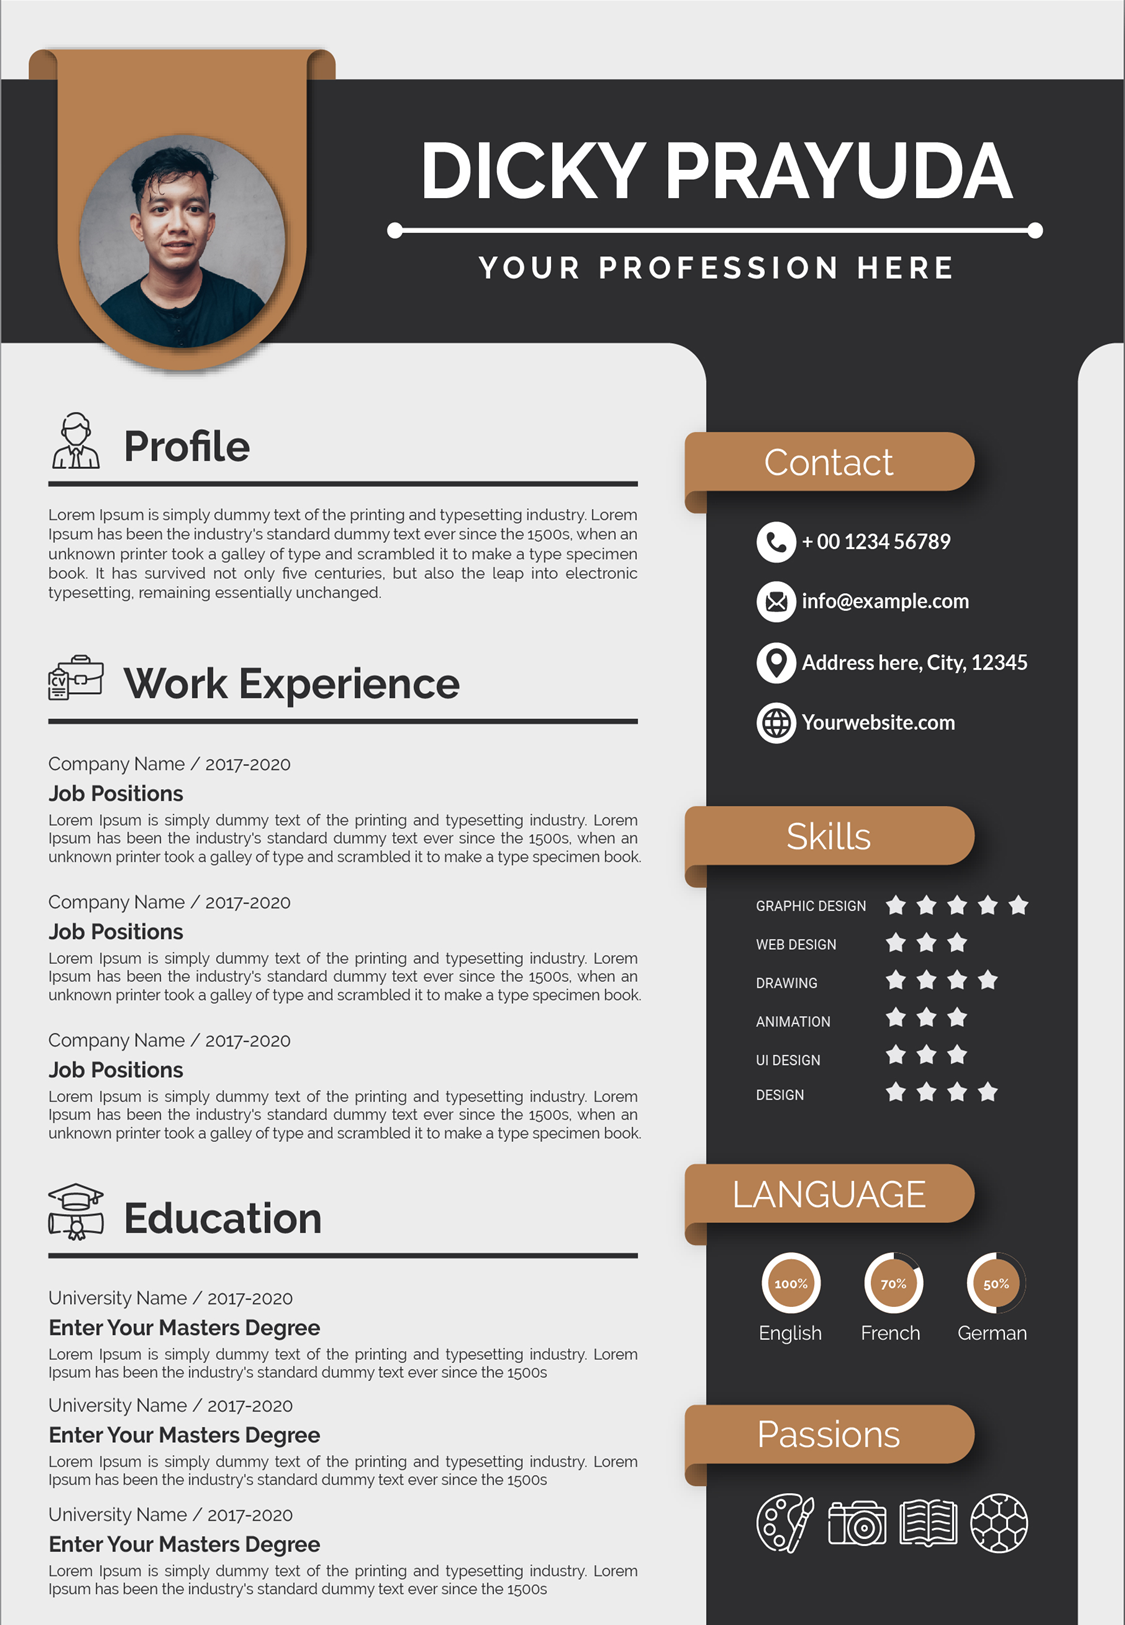 DICKY PRAYUDA
YOUR PROFESSION HERE
Profile
Lorem Ipsum is simply dummy text of the printing and typesetting industry. Lorem
Ipsum has been the industry's standard dummy text ever since the 1500s, when an
unknown printer took a galley of type and scrambled it to make a type specimen
book. It has survived not only five centuries, but also the leap into electronic
typesetting, remaining essentially unchanged.
CV
Work Experience
Company Name / 2017-2020
Job Positions
Lorem Ipsum is simply dummy text of the printing and typesetting industry. Lorem
Ipsum has been the industry's standard dummy text ever since the 1500s, when an
unknown printer took a galley of type and scrambled it to make a type specimen book.
Company Name / 2017-2020
Job Positions
Lorem Ipsum is simply dummy text of the printing and typesetting industry. Lorem
Ipsum has been the industry's standard dummy text ever since the 1500s, when an
unknown printer took a galley of type and scrambled it to make a type specimen book.
Company Name / 2017-2020
Job Positions
Lorem Ipsum is simply dummy text of the printing and typesetting industry. Lorem
Ipsum has been the industry's standard dummy text ever since the 1500s, when an
unknown printer took a galley of type and scrambled it to make a type specimen book.
Education
University Name / 2017-2020
Enter Your Masters Degree
Lorem Ipsum is simply dummy text of the printing and typesetting industry. Lorem
Ipsum has been the industry's standard dummy text ever since the 1500s
University Name / 2017-2020
Enter Your Masters Degree
Lorem Ipsum is simply dummy text of the printing and typesetting industry. Lorem
Ipsum has been the industry's standard dummy text ever since the 1500s
University Name / 2017-2020
Enter Your Masters Degree
Lorem Ipsum is simply dummy text of the printing and typesetting industry. Lorem
Ipsum has been the industry's standard dummy text ever since the 1500s
Contact
+ 00 1234 56789
info@example.com
Address here, City, 12345
Yourwebsite.com
Skills
GRAPHIC DESIGN
WEB DESIGN
DRAWING
ANIMATION
UI DESIGN
DESIGN
LANGUAGE
100% 70% 50%
English French German
Passions